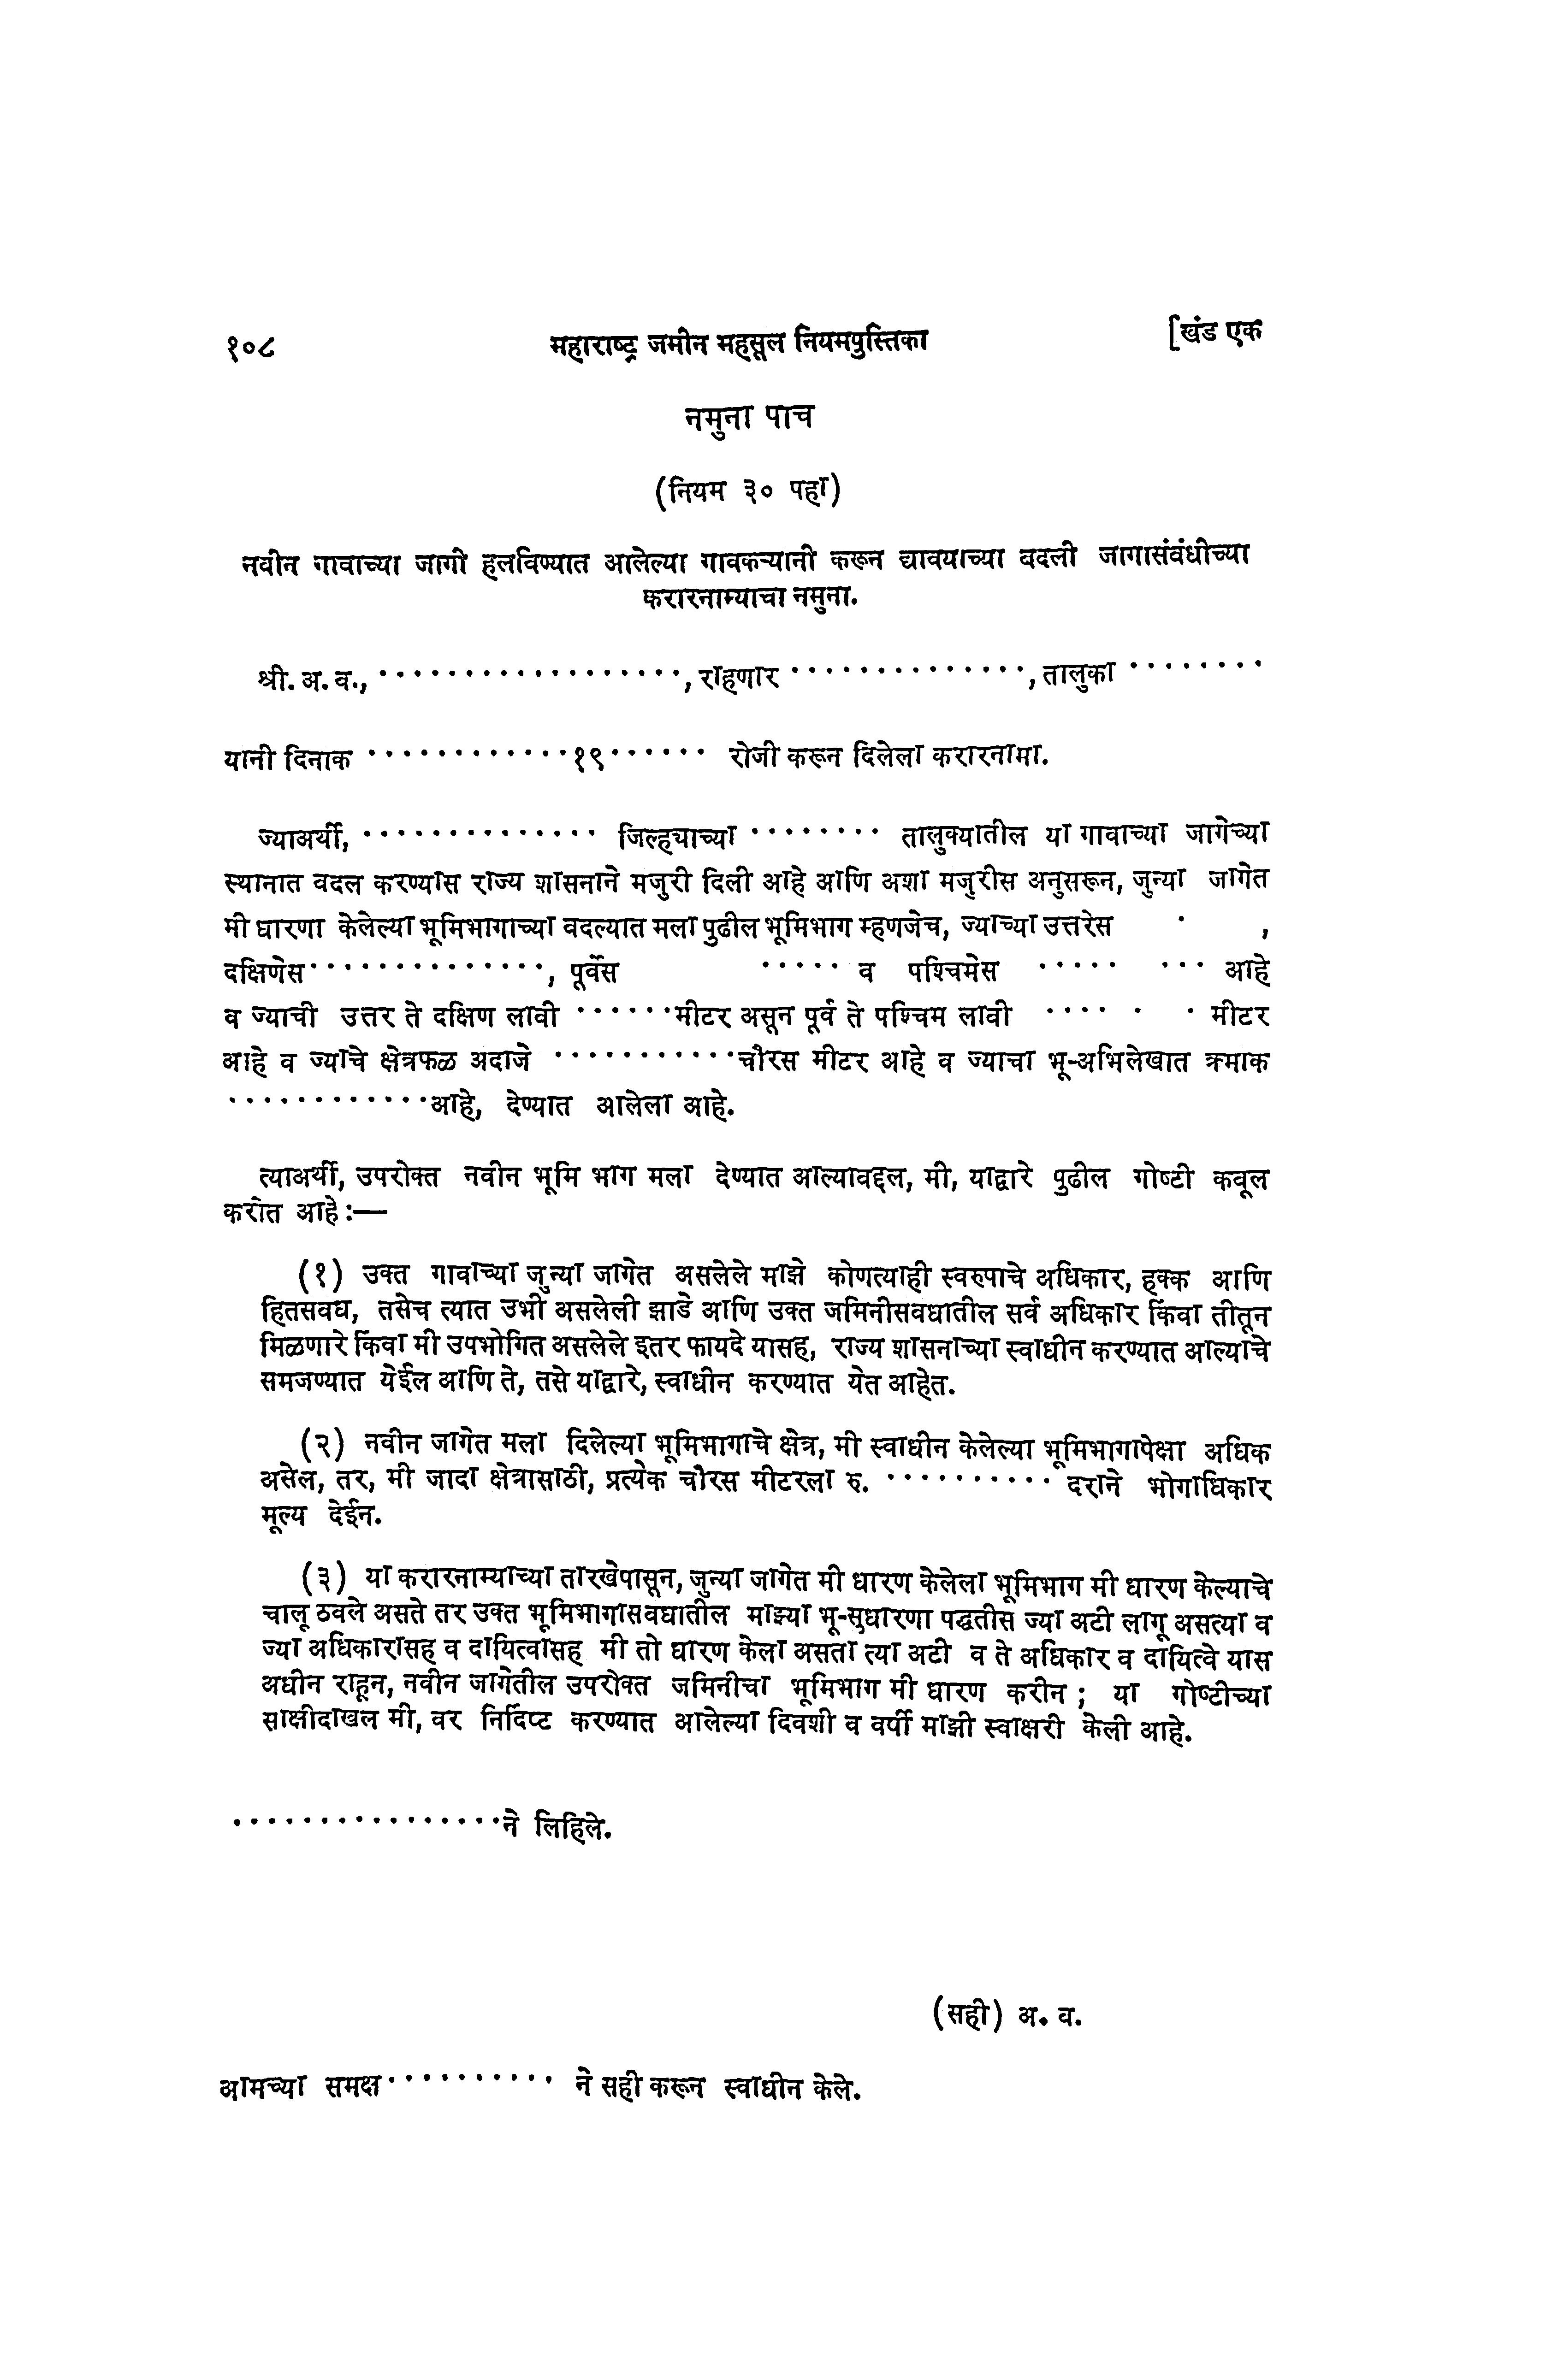 १०८ महाराष्ट्र जमीन महसूल नियमपुस्तिका [खंड एक
नमुना पाच
(नियम ३० पहा)
नवीन गावाच्या जागी हलविण्यात आलेल्या गावकऱ्यानी करून द्यावयाच्या बदली जागासंबंधीच्या
करारनाम्याचा नमुना.
श्री. अ. व., .................., राहणार .............., तालुका ........
यानी दिनाक ............१९...... रोजी करून दिलेला करारनामा.
ज्याअर्थी, .............. जिल्ह्याच्या ........ तालुक्यातील या गावाच्या जागेच्या
स्थानात वदल करण्यास राज्य शासनाने मजुरी दिली आहे आणि अशा मजुरीस अनुसरून, जुन्या जागेत
मी धारणा केलेल्या भूमिभागाच्या वदल्यात मला पुढील भूमिभाग म्हणजेच, ज्याच्या उत्तरेस . ,
दक्षिणेस.............., पूर्वेस ..... व पश्चिमेस ..... ... आहे
व ज्याची उत्तर ते दक्षिण लावी ......मीटर असून पूर्व ते पश्चिम लावी .... . . मीटर
आहे व ज्याचे क्षेत्रफळ अदाजे ...........चौरस मीटर आहे व ज्याचा भू-अभिलेखात क्रमाक
............आहे, देण्यात आलेला आहे.
त्याअर्थी, उपरोक्त नवीन भूमि भाग मला देण्यात आल्यावद्दल, मी, याद्वारे पुढील गोष्टी कवूल
करीत आहे :—
(१) उक्त गावाच्या जुन्या जागेत असलेले माझे कोणत्याही स्वरुपाचे अधिकार, हक्क आणि
हितसवध, तसेच त्यात उभी असलेली झाडे आणि उक्त जमिनीसवधातील सर्व अधिकार किंवा तीतून
मिळणारे किंवा मी उपभोगित असलेले इतर फायदे यासह, राज्य शासनाच्या स्वाधीन करण्यात आल्याचे
समजण्यात येईल आणि ते, तसे याद्वारे, स्वाधीन करण्यात येत आहेत.
(२) नवीन जागेत मला दिलेल्या भूमिभागाचे क्षेत्र, मी स्वाधीन केलेल्या भूमिभागापेक्षा अधिक
असेल, तर, मी जादा क्षेत्रासाठी, प्रत्येक चौरस मीटरला रु. .......... दराने भोगाधिकार
मूल्य देईन.
(३) या करारनाम्याच्या तारखेपासून, जुन्या जागेत मी धारण केलेला भूमिभाग मी धारण केल्याचे
चालू ठवले असते तर उक्त भूमिभागासवधातील माझ्या भू-सुधारणा पद्धतीस ज्या अटी लागू असत्या व
ज्या अधिकारासह व दायित्वासह मी तो धारण केला असता त्या अटी व ते अधिकार व दायित्वे यास
अधीन राहून, नवीन जागेतील उपरोक्त जमिनीचा भूमिभाग मी धारण करीन ; या गोष्टीच्या
साक्षीदाखल मी, वर निर्दिष्ट करण्यात आलेल्या दिवशी व वर्षी माझी स्वाक्षरी केली आहे.
................ने लिहिले.
(सही) अ. व.
आमच्या समक्ष.......... ने सही करून स्वाधीन केले.